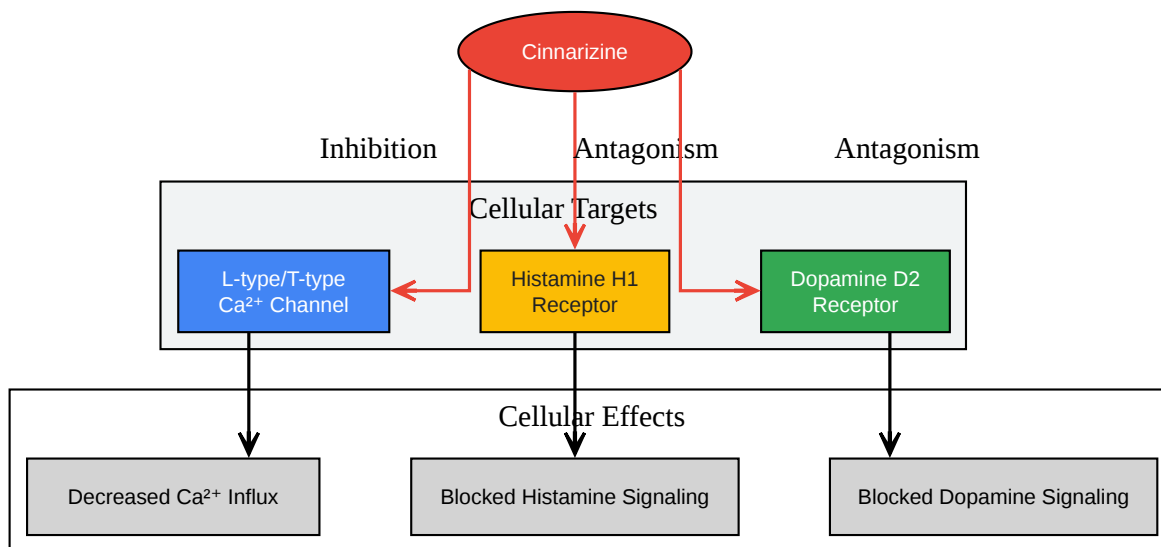 Cinnarizine
Inhibition
Antagonism
Antagonism
Cellular Targets
L-type/T-type
Ca²⁺ Channel
Histamine H1
Receptor
Dopamine D2
Receptor
Cellular Effects
Decreased Ca²⁺ Influx
Blocked Histamine Signaling
Blocked Dopamine Signaling